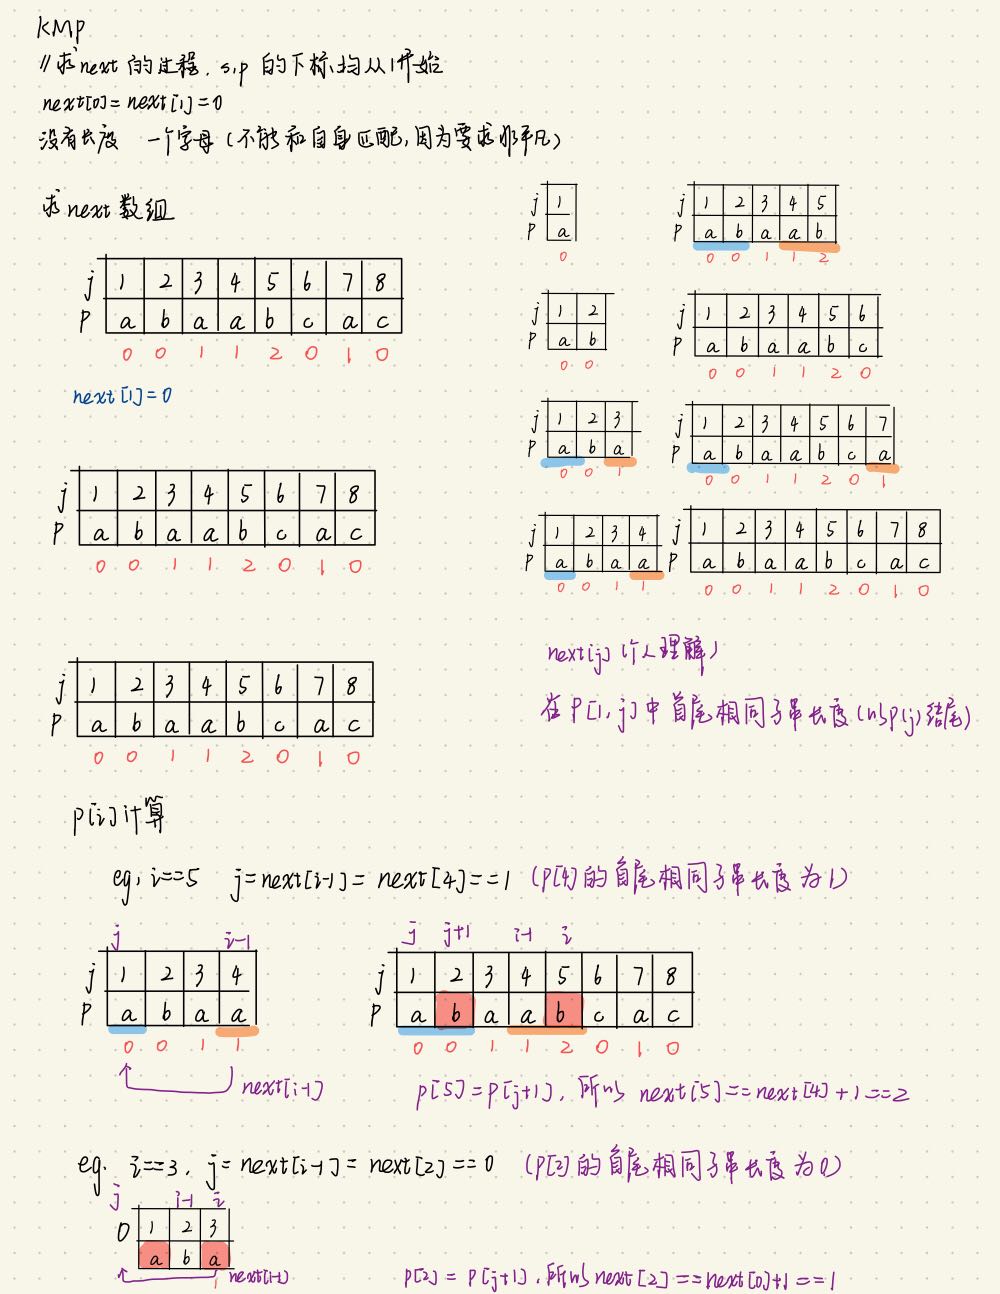 KMP
//求next的过程. s,p 的下标均从1开始
next[0]=next[1]=0
没有长度 一个字母(不能和自身匹配,因为要求非平凡)
求next数组
j 1 2 3 4 5 6 7 8
p a b a a b c a c
0 0 1 1 2 0 1 0
next[1]=0
j 1 2 3 4 5 6 7 8
p a b a a b c a c
0 0 1 1 2 0 1 0
j 1 2 3 4 5 6 7 8
p a b a a b c a c
0 0 1 1 2 0 1 0
j 1
p a
0
j 1 2
p a b
0 0
j 1 2 3
p a b a
0 0 1
j 1 2 3 4
p a b a a
0 0 1 1
j 1 2 3 4 5
p a b a a b
0 0 1 1 2
j 1 2 3 4 5 6
p a b a a b c
0 0 1 1 2 0
j 1 2 3 4 5 6 7
p a b a a b c a
0 0 1 1 2 0 1
j 1 2 3 4 5 6 7 8
p a b a a b c a c
0 0 1 1 2 0 1 0
next[j] (个人理解)
在 P[1,j]中 首尾相同子串长度(以p[j]结尾)
p[i]计算
eg, i==5 j=next[i-1]= next[4]==1 (P[4]的首尾相同子串长度为1)
j i-1
j 1 2 3 4
p a b a a
0 0 1 1
next[i-1]
j j+1 i-1 i
j 1 2 3 4 5 6 7 8
p a b a a b c a c
0 0 1 1 2 0 1 0
p[5]=p[j+1], 所以 next[5]==next[4]+1==2
eg. i==3, j= next[i-1]= next[2]==0 (P[2]的首尾相同子串长度为0)
j i-1 i
0 1 2 3
a b a
next[i-1] 1
p[2] = p[j+1], 所以 next[2]==next[0]+1==1